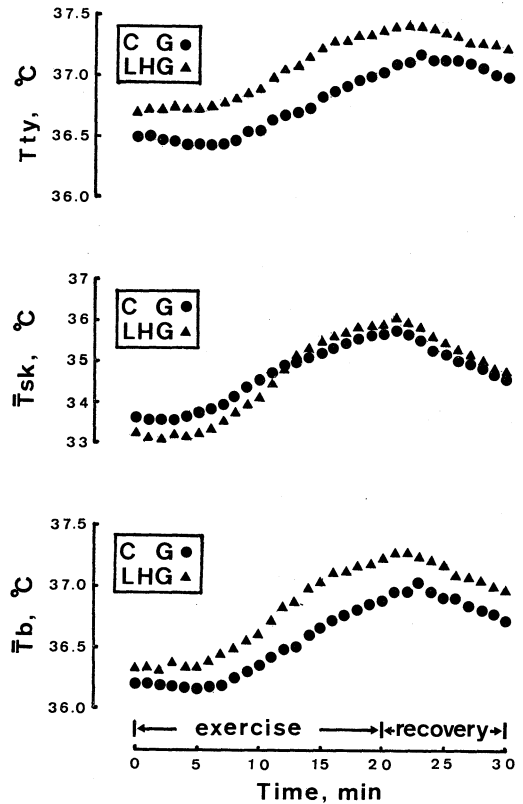 37.5
C G ●
LHG ▲
37.0
Tty, °C
36.5
36.0
37
C G ●
36
LHG ▲
T̿sk, °C
35
34
33
37.5
C G ●
LHG ▲
37.0
T̿b, °C
36.5
36.0
exercise recovery
0 5 10 15 20 25 30
Time, min